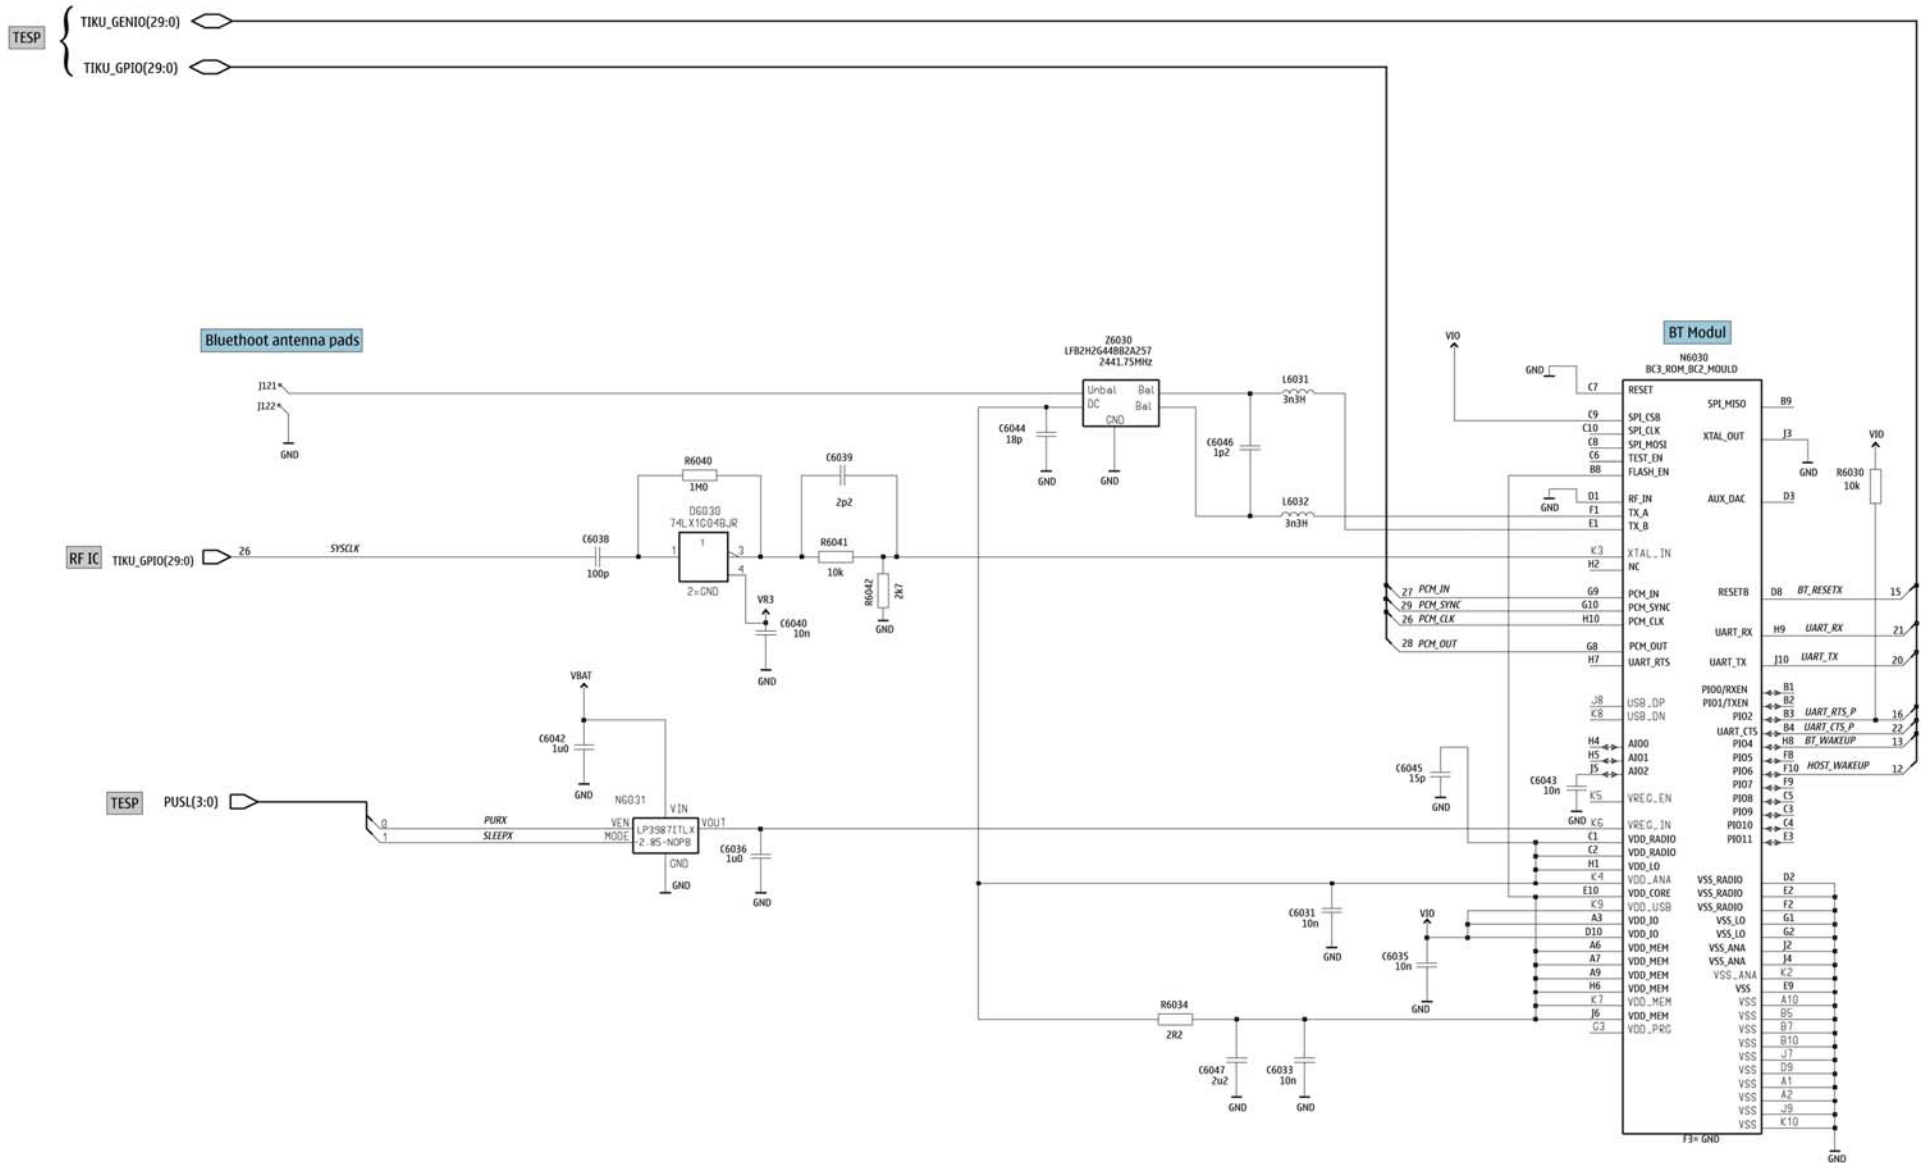 TIKU_GENIO(29:0)
TESP
TIKU_GPIO(29:0)
Bluethoot antenna pads
J121
J122
GND
Z6030
LFB2H2G44BB2A257
2441.75MHz
Unbal Bal
DC Bal
GND
C6044
18p
GND
GND
C6046
1p2
L6031
3n3H
L6032
3n3H
VIO
BT Modul
N6030
BC3_ROM_BC2_MOULD
GND
C7 RESET
SPI_MISO B9
C9 SPI_CSB
C10 SPI_CLK
XTAL_OUT J3
C8 SPI_MOSI
C6 TEST_EN
B8 FLASH_EN
GND
VIO
R6030
10k
GND
D1 RF_IN
AUX_DAC D3
F1 TX_A
E1 TX_B
K3 XTAL_IN
H2 NC
R6040
1M0
C6039
2p2
D6030
74LX1G04BJR
1
1 3
4
2=GND
C6038
100p
R6041
10k
R6042
2k7
GND
RF IC
TIKU_GPIO(29:0)
26 SYSCLK
VR3
C6040
10n
GND
27 PCM_IN G9 PCM_IN
29 PCM_SYNC G10 PCM_SYNC
26 PCM_CLK H10 PCM_CLK
28 PCM_OUT G8 PCM_OUT
H7 UART_RTS
RESETB D8 BT_RESETX 15
UART_RX H9 UART_RX 21
UART_TX J10 UART_TX 20
J8 USB_DP
K8 USB_DN
PIO0/RXEN B1
PIO1/TXEN B2
PIO2 B3 UART_RTS_P 16
UART_CTS B4 UART_CTS_P 22
PIO4 H8 BT_WAKEUP 13
PIO5 F8
PIO6 F10 HOST_WAKEUP 12
PIO7 F9
PIO8 C5
PIO9 C3
PIO10 C4
PIO11 E3
H4 AIO0
H5 AIO1
J5 AIO2
C6043
10n
GND
K5 VREG_EN
C6045
15p
GND
VBAT
C6042
1u0
GND
TESP
PUSL(3:0)
0 PURX
1 SLEEPX
N6031
VIN
VEN
MODE
LP3987ITLX
-2.85-NOPB
VOUT
GND
GND
C6036
1u0
GND
K6 VREG_IN
C1 VDD_RADIO
C2 VDD_RADIO
H1 VDD_LO
K4 VDD_ANA
E10 VDD_CORE
K9 VDD_USB
A3 VDD_IO
D10 VDD_IO
A6 VDD_MEM
A7 VDD_MEM
A9 VDD_MEM
H6 VDD_MEM
K7 VDD_MEM
J6 VDD_MEM
G3 VDD_PRG
C6031
10n
GND
VIO
C6035
10n
GND
R6034
2R2
C6047
2u2
GND
C6033
10n
GND
VSS_RADIO D2
VSS_RADIO E2
VSS_RADIO F2
VSS_LO G1
VSS_LO G2
VSS_ANA J2
VSS_ANA J4
VSS_ANA K2
VSS E9
VSS A10
VSS B5
VSS B7
VSS B10
VSS J7
VSS D9
VSS A1
VSS A2
VSS J9
VSS K10
F3= GND
GND